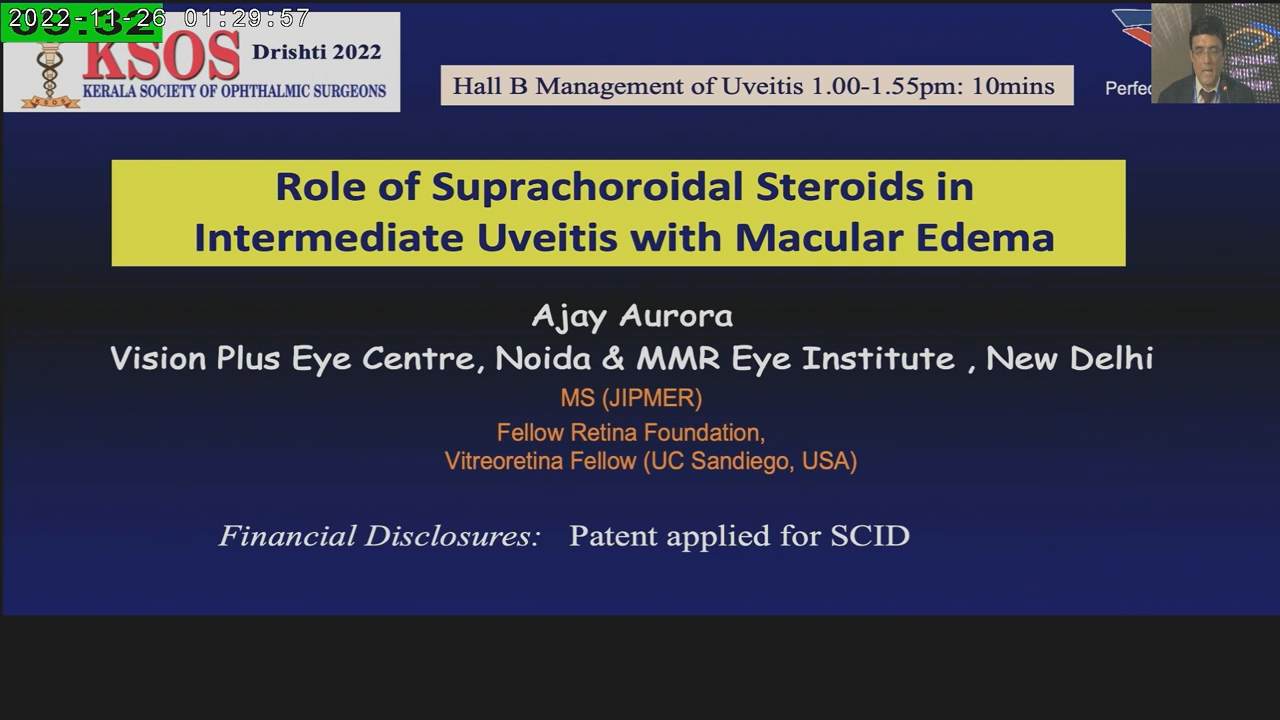 2022-11-26 01:29:57
KSOS Drishti 2022
KERALA SOCIETY OF OPHTHALMIC SURGEONS
KSOS
Hall B Management of Uveitis 1.00-1.55pm: 10mins
Role of Suprachoroidal Steroids in
Intermediate Uveitis with Macular Edema
Ajay Aurora
Vision Plus Eye Centre, Noida & MMR Eye Institute , New Delhi
MS (JIPMER)
Fellow Retina Foundation,
Vitreoretina Fellow (UC Sandiego, USA)
Financial Disclosures: Patent applied for SCID